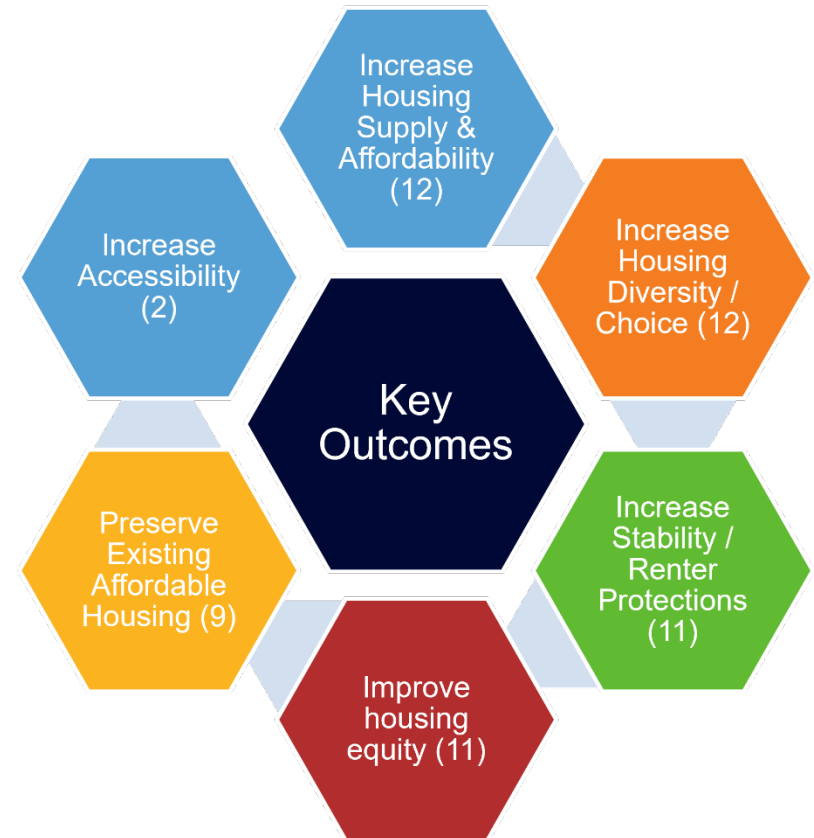 Increase
Housing
Supply &
Affordability
(12)
Increase
Housing
Diversity /
Choice (12)
Increase
Stability /
Renter
Protections
(11)
Improve
housing
equity (11)
Preserve
Existing
Affordable
Housing (9)
Increase
Accessibility
(2)
Key
Outcomes